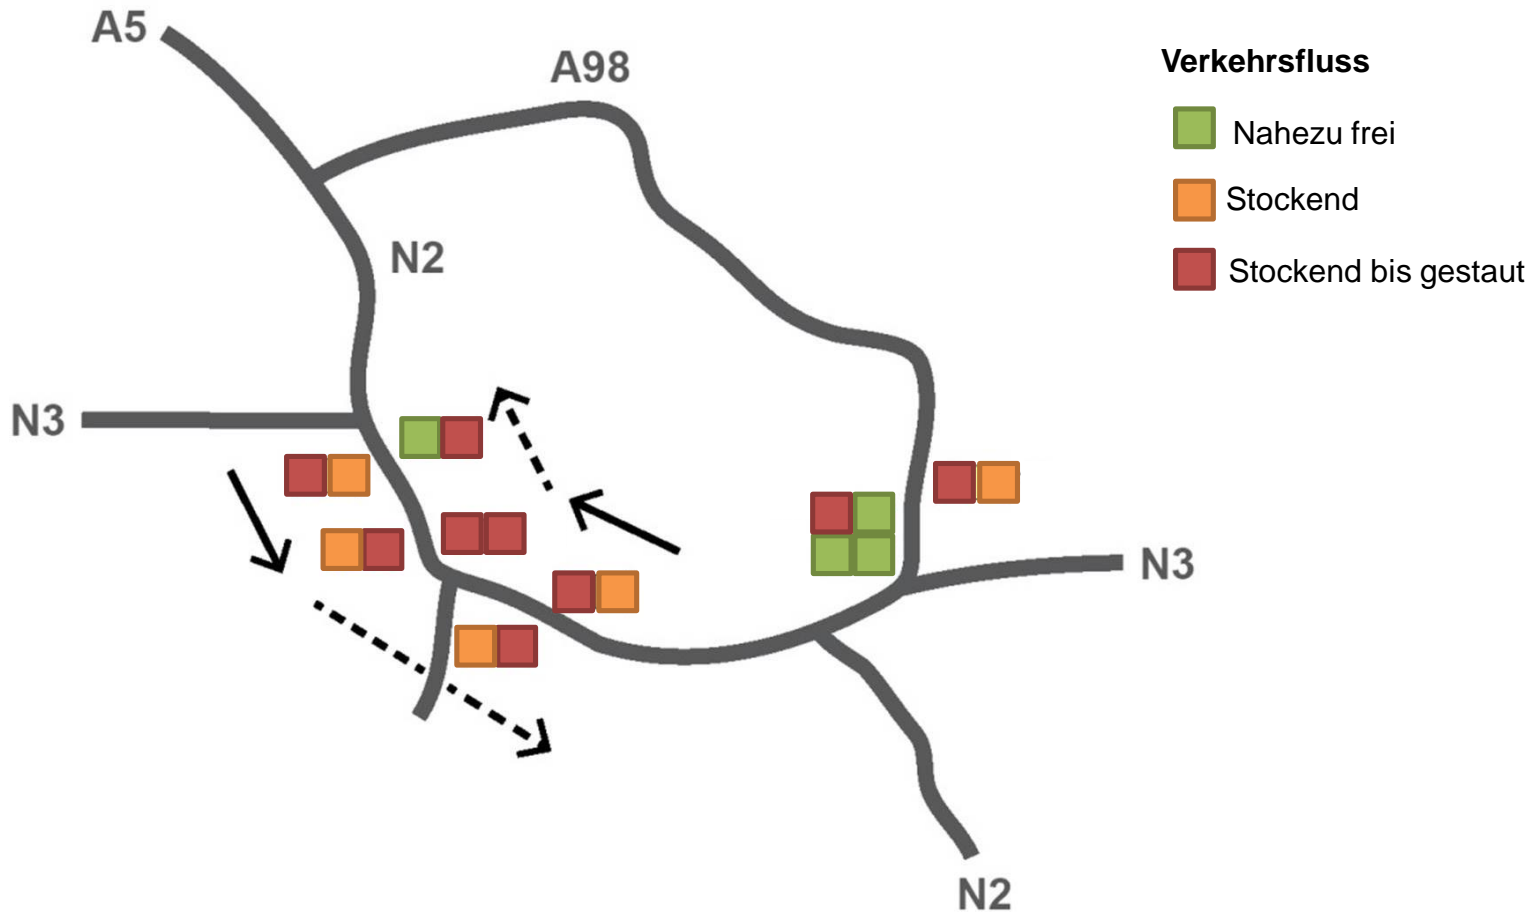 A5
A98
Verkehrsfluss
Nahezu frei
Stockend
N2
Stockend bis gestaut
N3
N3
N2